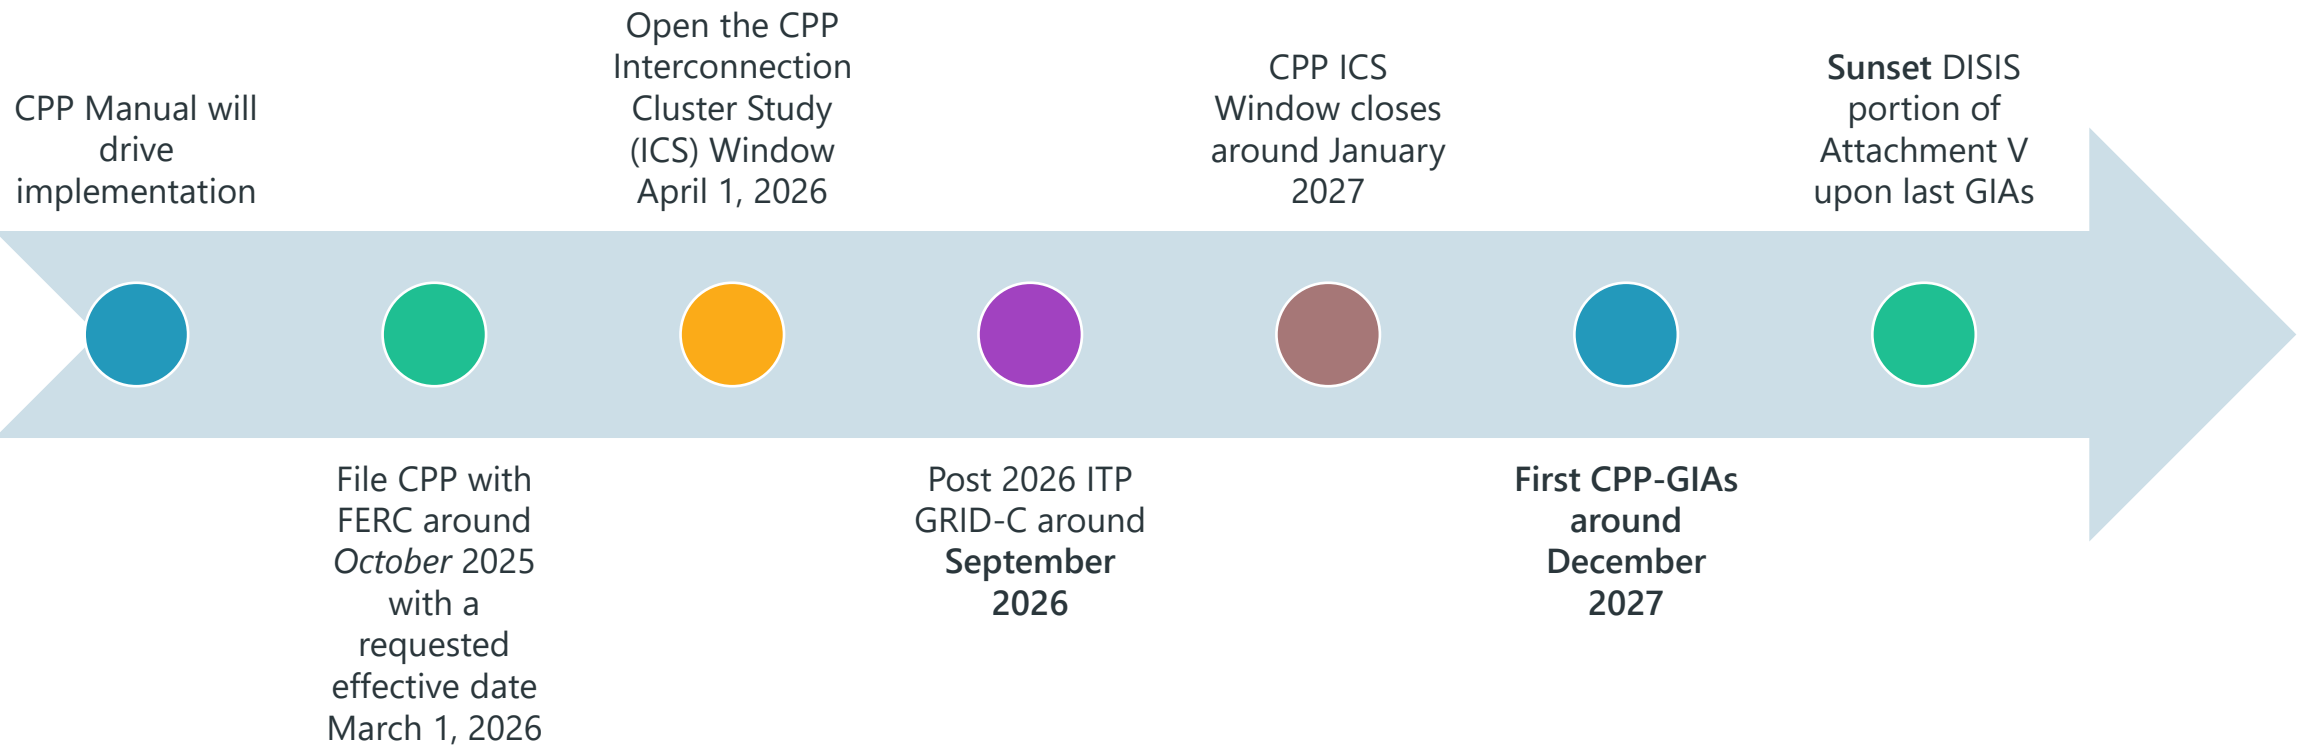 CPP Manual will
drive
implementation
File CPP with
FERC around
October 2025
with a
requested
effective date
March 1, 2026
Open the CPP
Interconnection
Cluster Study
(ICS) Window
April 1, 2026
Post 2026 ITP
GRID-C around
September
2026
CPP ICS
Window closes
around January
2027
First CPP-GIAs
around
December
2027
Sunset DISIS
portion of
Attachment V
upon last GIAs